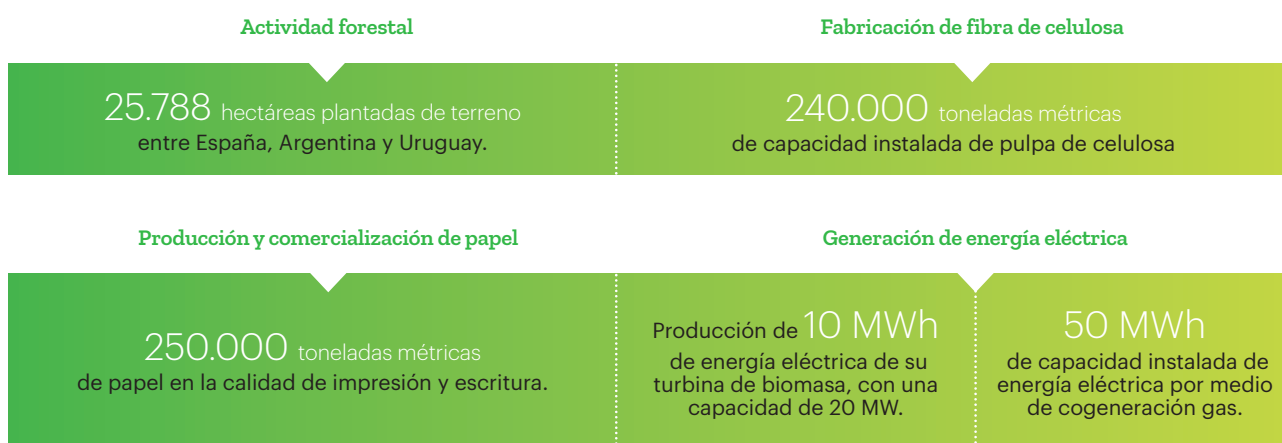 Actividad forestal
25.788 hectáreas plantadas de terreno
entre España, Argentina y Uruguay.
Fabricación de fibra de celulosa
240.000 toneladas métricas
de capacidad instalada de pulpa de celulosa
Producción y comercialización de papel
250.000 toneladas métricas
de papel en la calidad de impresión y escritura.
Generación de energía eléctrica
Producción de 10 MWh
de energía eléctrica de su
turbina de biomasa, con una
capacidad de 20 MW.
50 MWh
de capacidad instalada de
energía eléctrica por medio
de cogeneración gas.